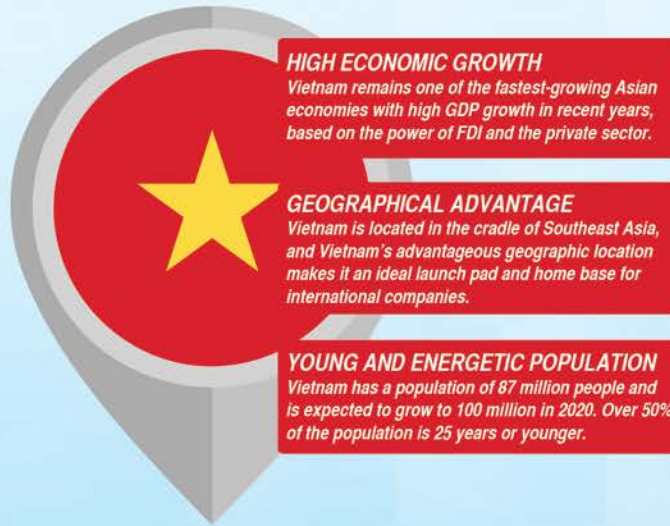 HIGH ECONOMIC GROWTH
Vietnam remains one of the fastest-growing Asian
economies with high GDP growth in recent years,
based on the power of FDI and the private sector.
GEOGRAPHICAL ADVANTAGE
Vietnam is located in the cradle of Southeast Asia,
and Vietnam's advantageous geographic location
makes it an ideal launch pad and home base for
international companies.
YOUNG AND ENERGETIC POPULATION
Vietnam has a population of 87 million people and
is expected to grow to 100 million in 2020. Over 50%
of the population is 25 years or younger.